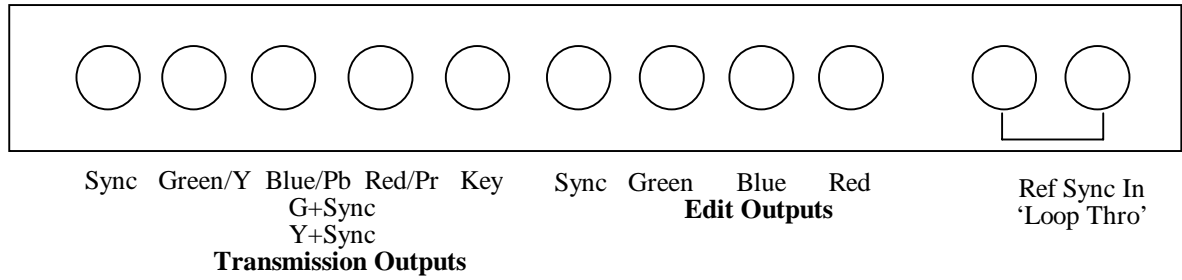 Sync Green/Y Blue/Pb Red/Pr Key Sync Green Blue Red
G+Sync
Y+Sync
Transmission Outputs
Edit Outputs
Ref Sync In
‘Loop Thro’